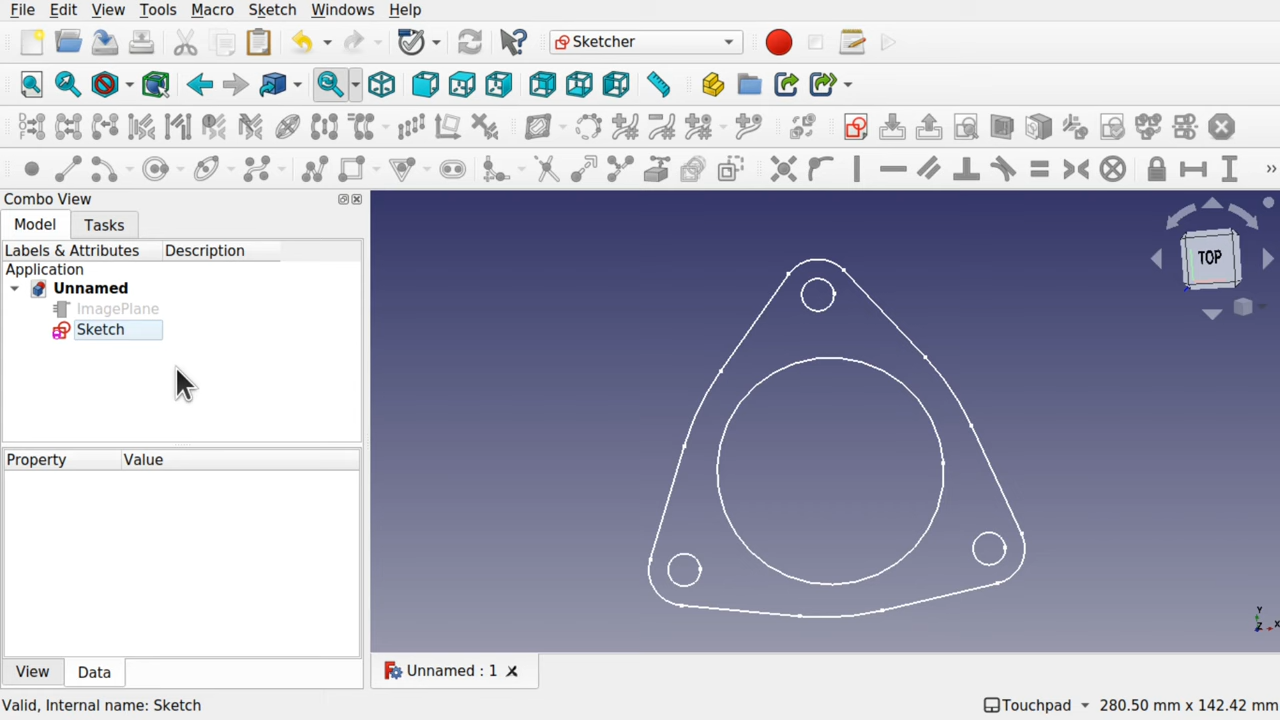 File Edit View Tools Macro Sketch Windows Help
Sketcher
Combo View
Model Tasks
Labels & Attributes Description
Application
Unnamed
ImagePlane
Sketch
TOP
Property Value
Y
Z X
View Data
Unnamed : 1
Valid, Internal name: Sketch
Touchpad 280.50 mm x 142.42 mm